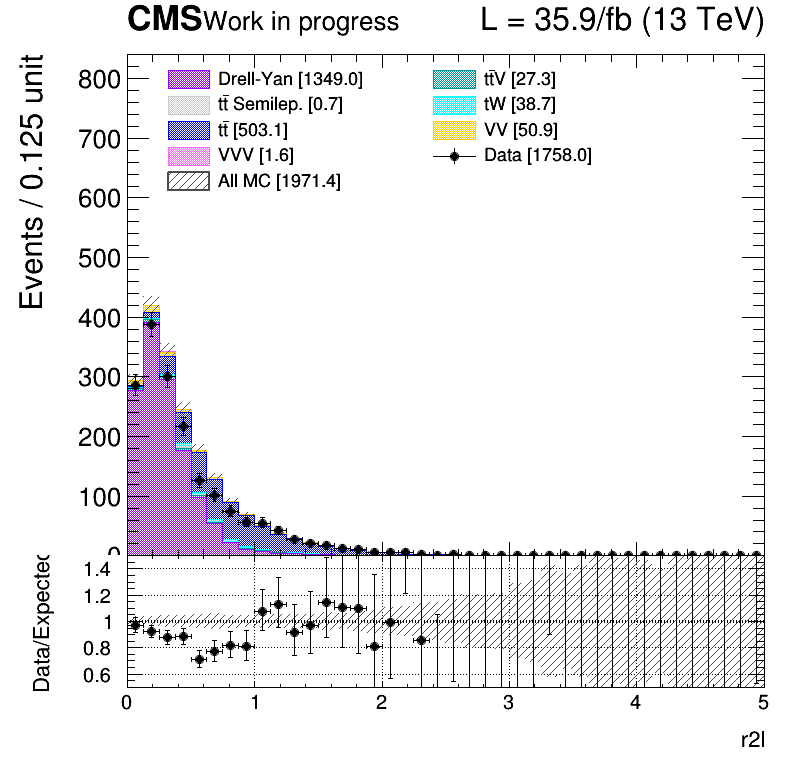 CMS Work in progress L = 35.9/fb (13 TeV)
Events / 0.125 unit
800
700
600
500
400
300
200
100
0
Drell-Yan [1349.0]
tt̄ Semilep. [0.7]
tt̄ [503.1]
VVV [1.6]
All MC [1971.4]
tt̄V [27.3]
tW [38.7]
VV [50.9]
Data [1758.0]
Data/Expected
1.4
1.2
1
0.8
0.6
0 1 2 3 4 5
r2l